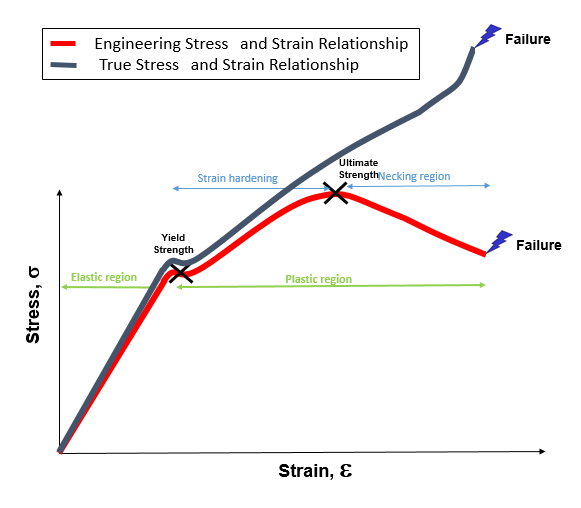 Engineering Stress and Strain Relationship
True Stress and Strain Relationship
Failure
Ultimate
Strength
Strain hardening
Necking region
Yield
Strength
Failure
Elastic region
Plastic region
Stress, σ
Strain, ε